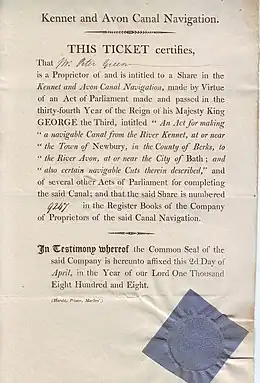 Kennet and Avon Canal Navigation.
THIS TICKET certifies,
That Mr. Peter Green
is a Proprietor of and is intitled to a Share in the
Kennet and Avon Canal Navigation, made by Virtue
of an Act of Parliament made and passed in the
thirty-fourth Year of the Reign of his Majesty King
GEORGE the Third, intitled “ An Act for making
“ a navigable Canal from the River Kennet, at or near
“ the Town of Newbury, in the County of Berks, to
“ the River Avon, at or near the City of Bath; and
“ also certain navigable Cuts therein described,” and
of several other Acts of Parliament for completing
the said Canal; and that the said Share is numbered
9247 in the Register Books of the Company
of Proprietors of the said Canal Navigation.
In Testimony whereof the Common Seal of the
said Company is hereunto affixed this 2d Day of
April, in the Year of our Lord One Thousand
Eight Hundred and Eight.
(Harold, Printer, Marlbro'.)